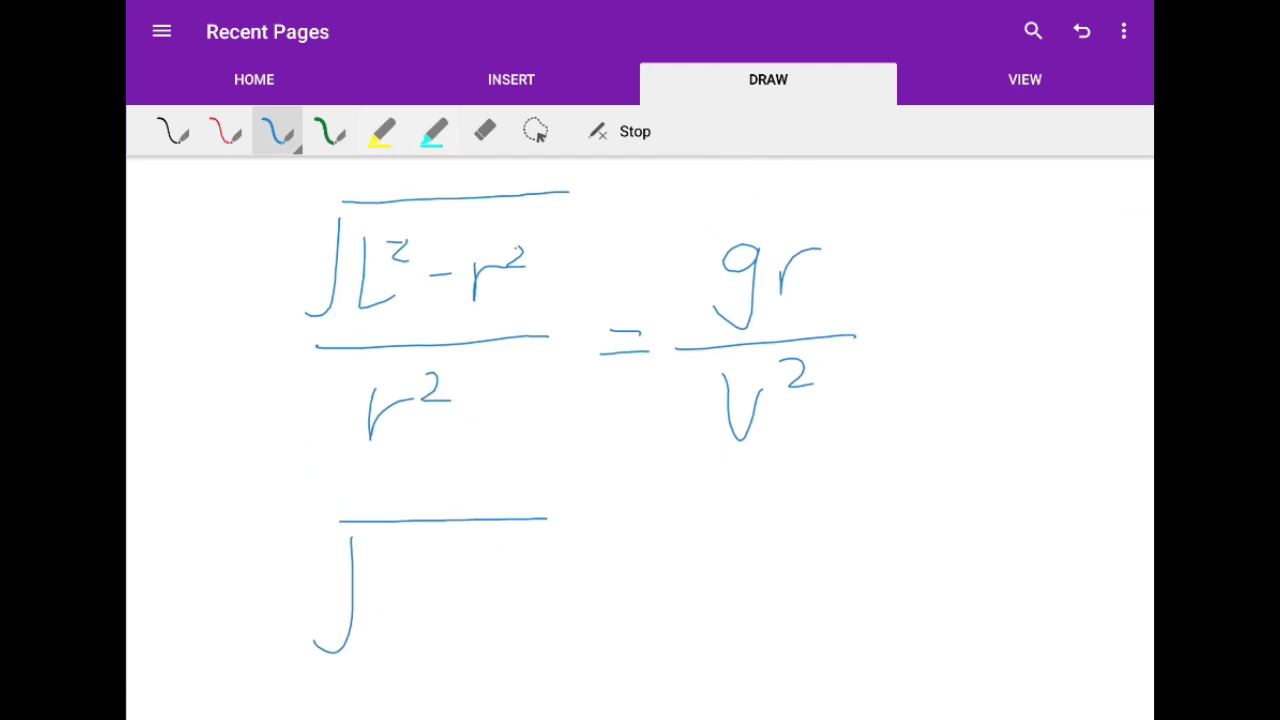 Recent Pages
HOME INSERT DRAW VIEW
Stop
√(L² - r²) / r² = gr / v²
√